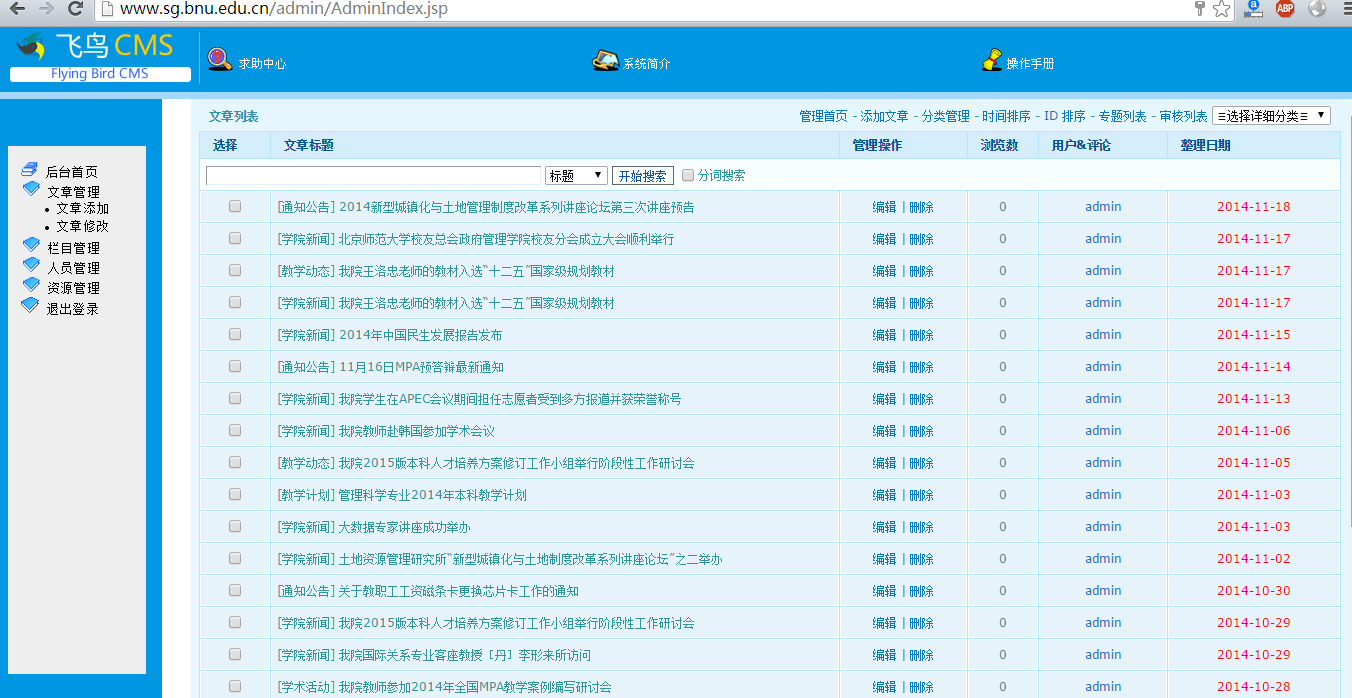 www.sg.bnu.edu.cn/admin/AdminIndex.jsp
a
ABP
飞鸟CMS
Flying Bird CMS
求助中心
系统简介
操作手册
后台首页
文章管理
• 文章添加
• 文章修改
栏目管理
人员管理
资源管理
退出登录
文章列表 管理首页 - 添加文章 - 分类管理 - 时间排序 - ID 排序 - 专题列表 - 审核列表 ≡选择详细分类≡
选择 文章标题 管理操作 浏览数 用户&评论 整理日期
标题 开始搜索 分词搜索
[通知公告] 2014新型城镇化与土地管理制度改革系列讲座论坛第三次讲座预告 编辑 | 删除 0 admin 2014-11-18
[学院新闻] 北京师范大学校友总会政府管理学院校友分会成立大会顺利举行 编辑 | 删除 0 admin 2014-11-17
[教学动态] 我院王洛忠老师的教材入选“十二五”国家级规划教材 编辑 | 删除 0 admin 2014-11-17
[学院新闻] 我院王洛忠老师的教材入选“十二五”国家级规划教材 编辑 | 删除 0 admin 2014-11-17
[学院新闻] 2014年中国民生发展报告发布 编辑 | 删除 0 admin 2014-11-15
[通知公告] 11月16日MPA预答辩最新通知 编辑 | 删除 0 admin 2014-11-14
[学院新闻] 我院学生在APEC会议期间担任志愿者受到多方报道并获荣誉称号 编辑 | 删除 0 admin 2014-11-13
[学院新闻] 我院教师赴韩国参加学术会议 编辑 | 删除 0 admin 2014-11-06
[教学动态] 我院2015版本科人才培养方案修订工作小组举行阶段性工作研讨会 编辑 | 删除 0 admin 2014-11-05
[教学计划] 管理科学专业2014年本科教学计划 编辑 | 删除 0 admin 2014-11-03
[学院新闻] 大数据专家讲座成功举办 编辑 | 删除 0 admin 2014-11-03
[学院新闻] 土地资源管理研究所“新型城镇化与土地制度改革系列讲座论坛”之二举办 编辑 | 删除 0 admin 2014-11-02
[通知公告] 关于教职工工资磁条卡更换芯片卡工作的通知 编辑 | 删除 0 admin 2014-10-30
[学院新闻] 我院2015版本科人才培养方案修订工作小组举行阶段性工作研讨会 编辑 | 删除 0 admin 2014-10-29
[学院新闻] 我院国际关系专业客座教授［丹］李形来所访问 编辑 | 删除 0 admin 2014-10-29
[学术活动] 我院教师参加2014年全国MPA教学案例编写研讨会 编辑 | 删除 0 admin 2014-10-28